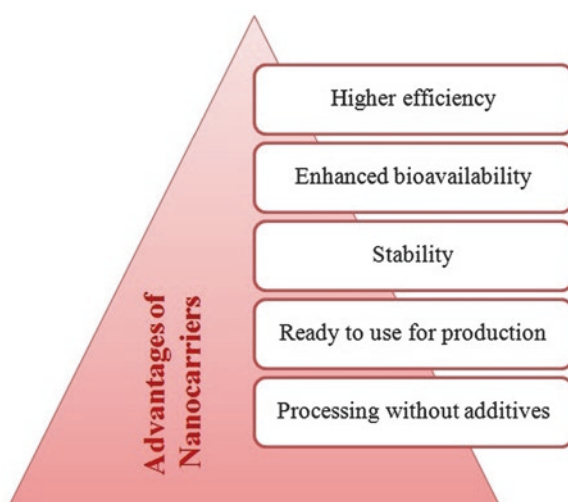 Higher efficiency
Enhanced bioavailability
Stability
Ready to use for production
Processing without additives
Advantages of
Nanocarriers